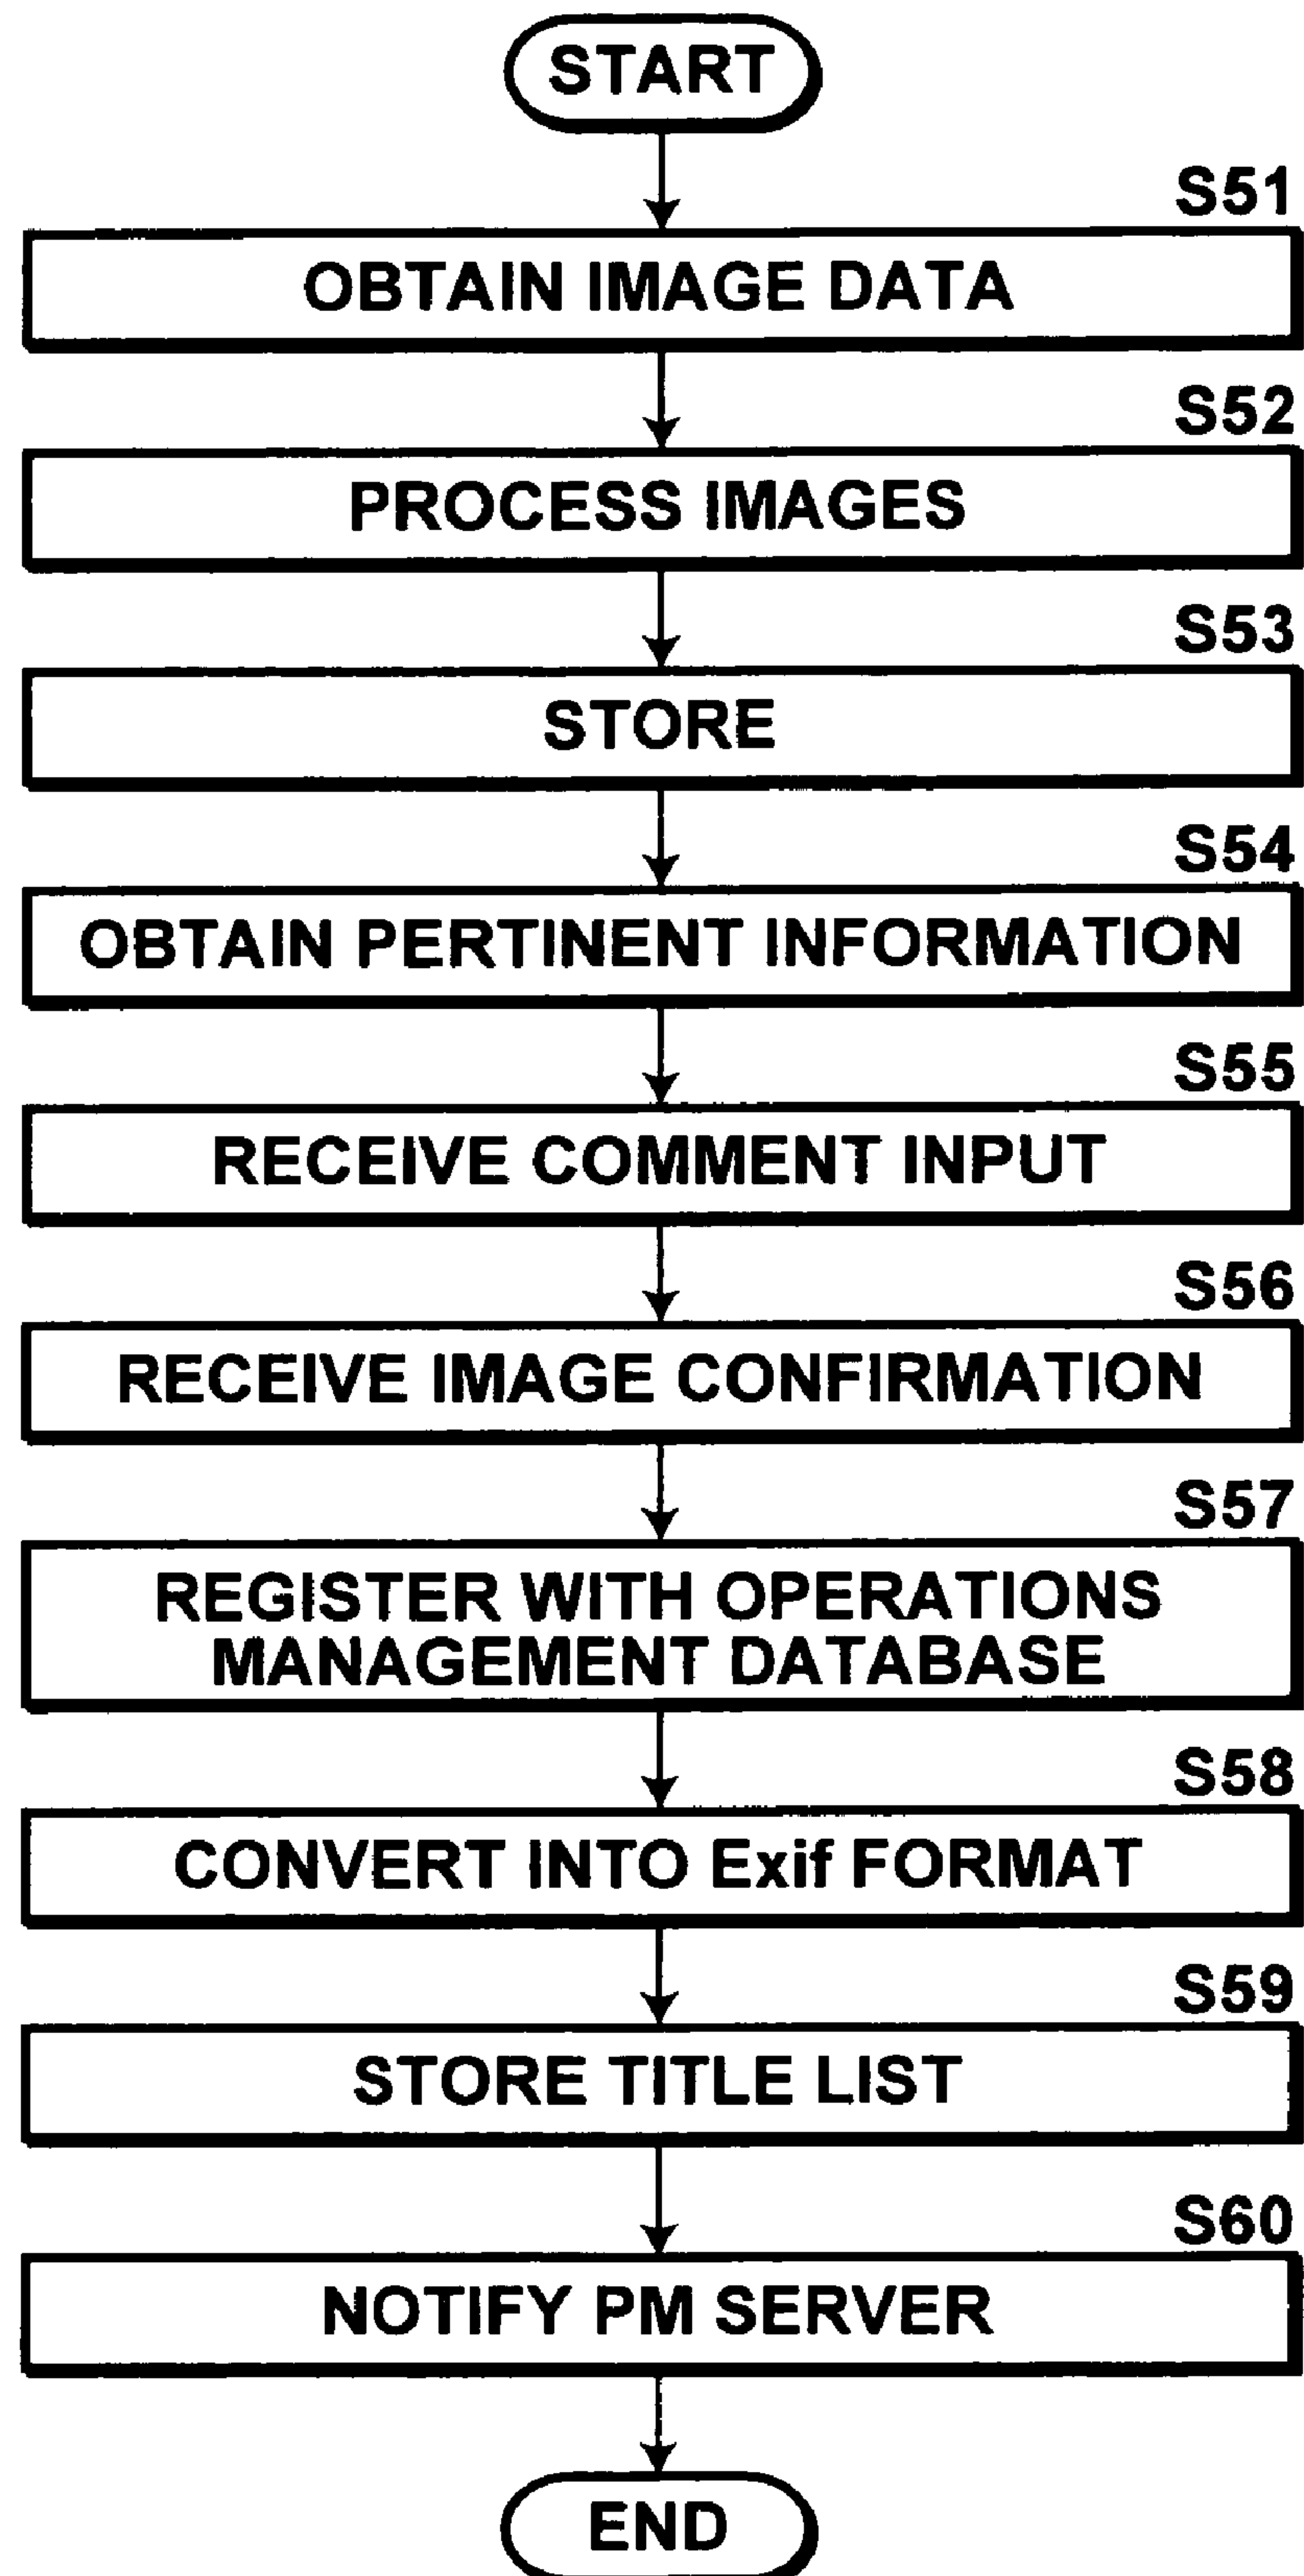 START
S51
OBTAIN IMAGE DATA
S52
PROCESS IMAGES
S53
STORE
S54
OBTAIN PERTINENT INFORMATION
S55
RECEIVE COMMENT INPUT
S56
RECEIVE IMAGE CONFIRMATION
S57
REGISTER WITH OPERATIONS
MANAGEMENT DATABASE
S58
CONVERT INTO Exif FORMAT
S59
STORE TITLE LIST
S60
NOTIFY PM SERVER
END